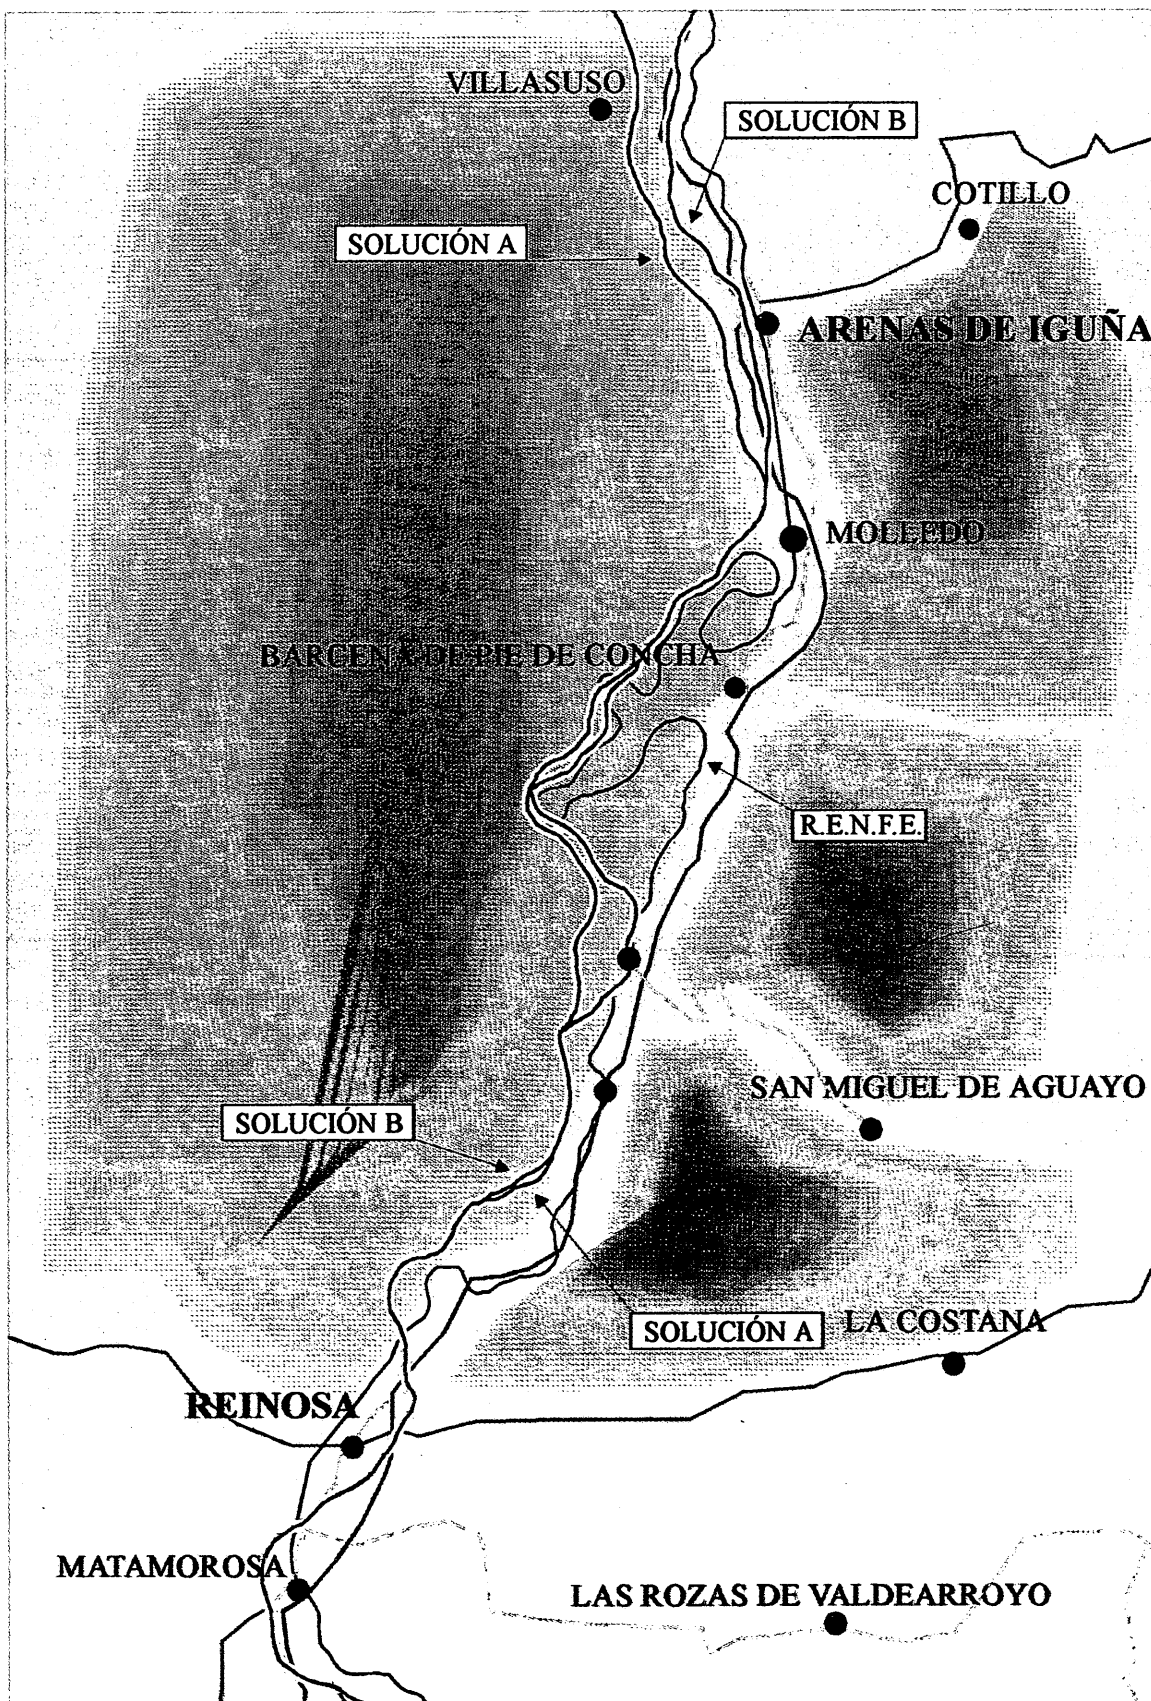 VILLASUSO
SOLUCIÓN B
COTILLO
SOLUCIÓN A
ARENAS DE IGUÑA
MOLLEDO
BARCENA DE PIE DE CONCHA
R.E.N.F.E.
SAN MIGUEL DE AGUAYO
SOLUCIÓN B
SOLUCIÓN A
LA COSTANA
REINOSA
MATAMOROSA
LAS ROZAS DE VALDEARROYO